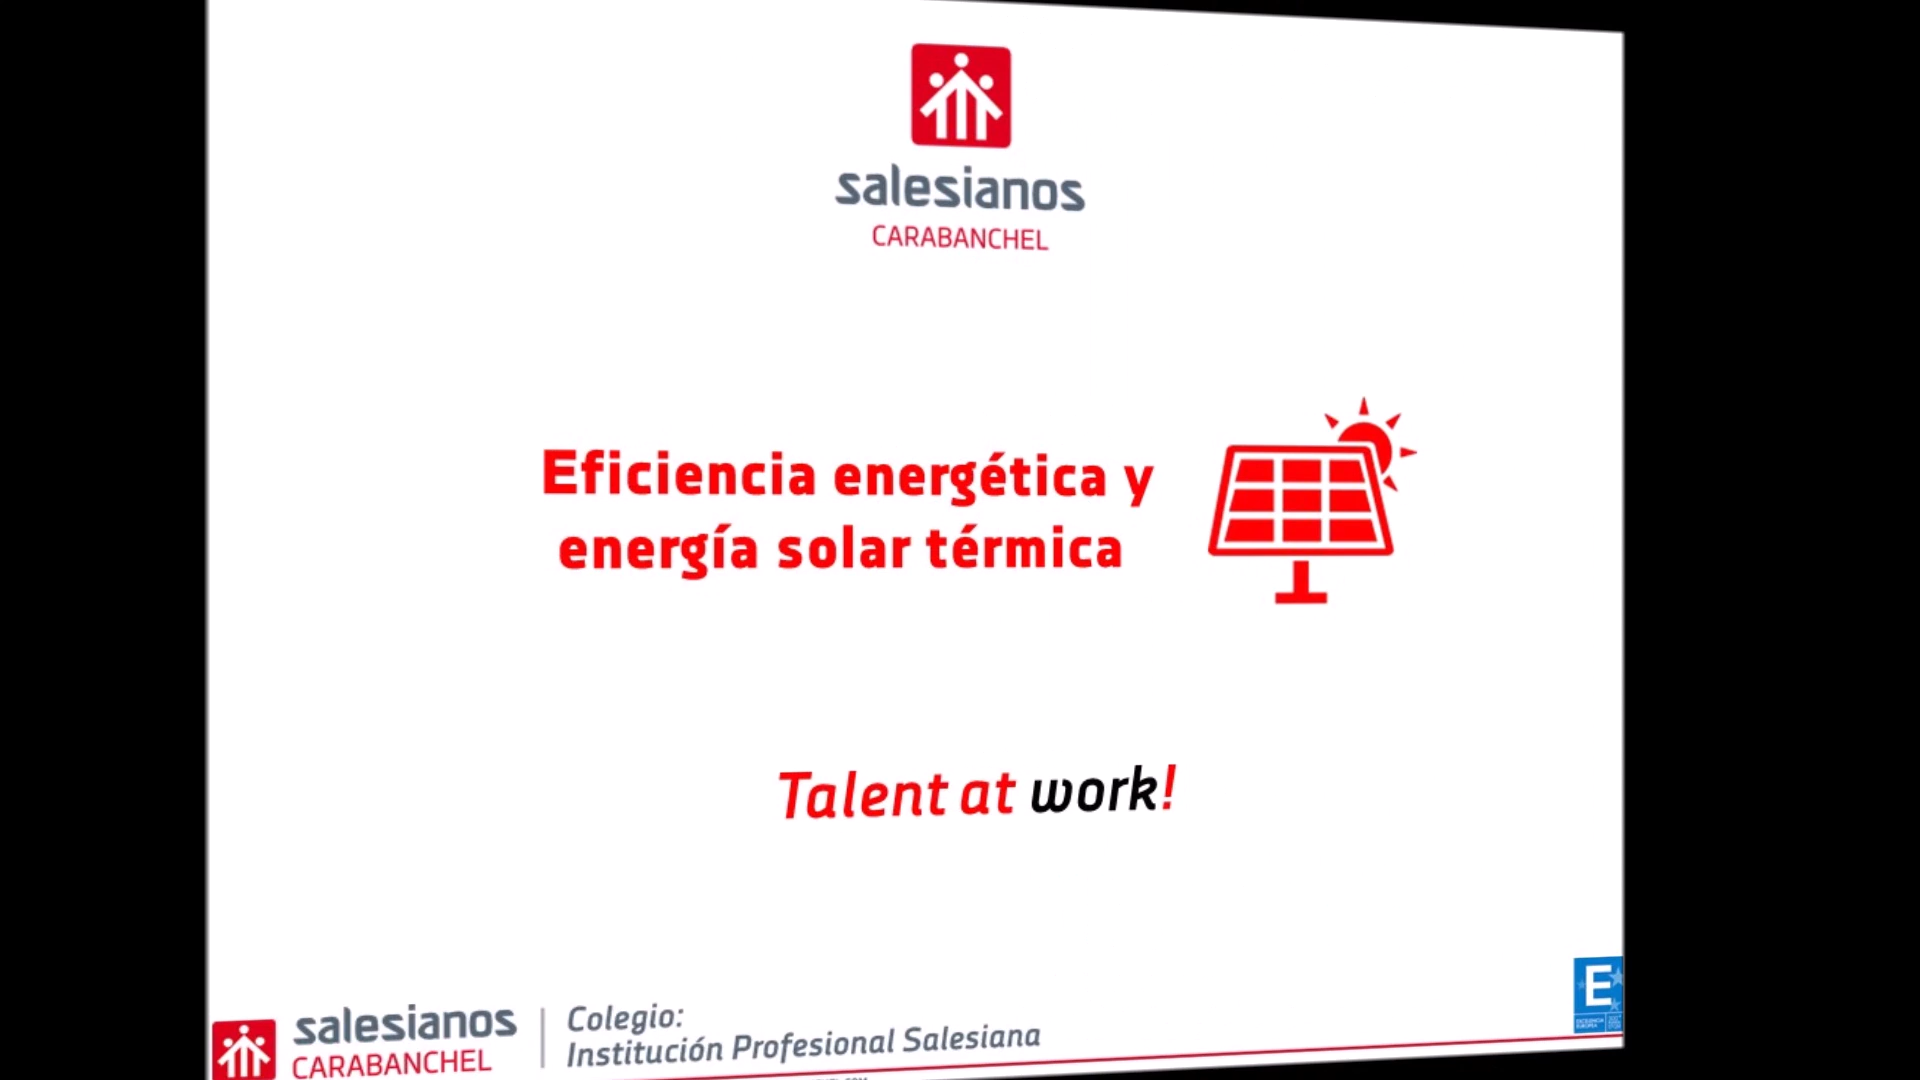 salesianos
CARABANCHEL
Eficiencia energética y
energía solar térmica
Talent at work!
E
salesianos
CARABANCHEL
Colegio:
Institución Profesional Salesiana